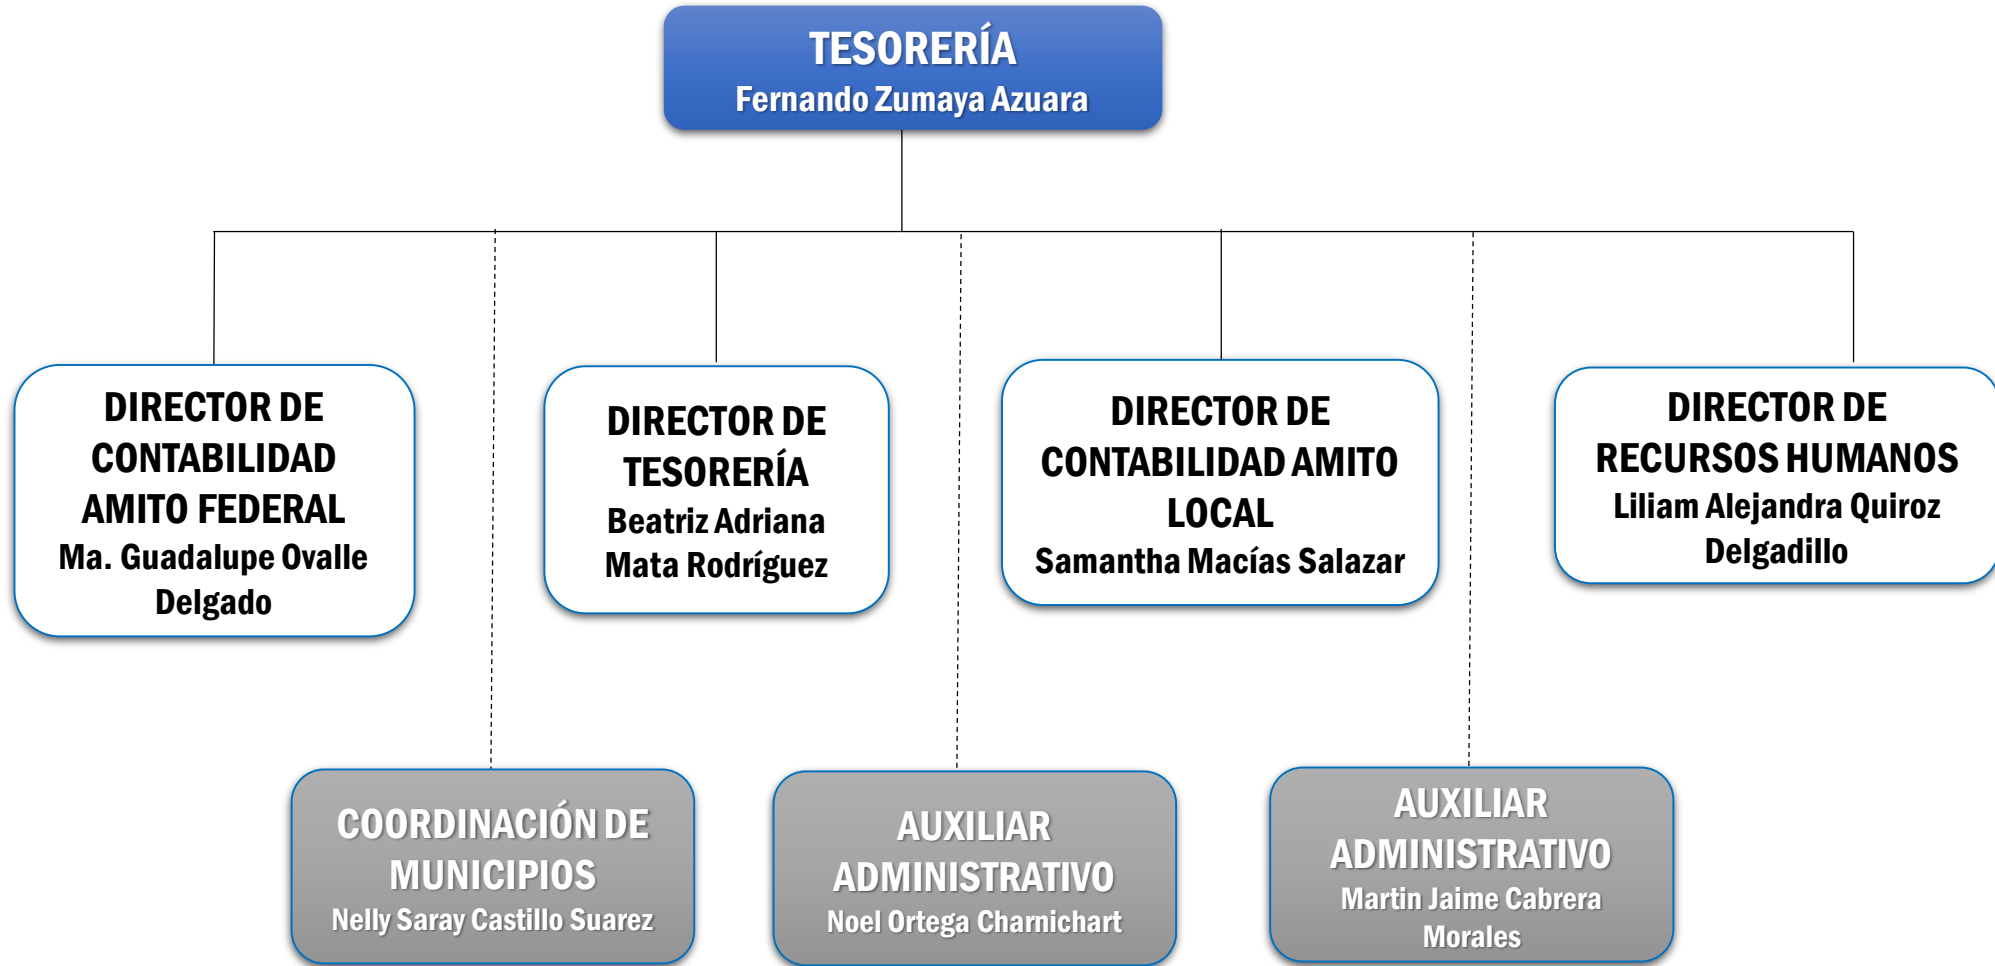 TESORERÍA
Fernando Zumaya Azuara
DIRECTOR DE
CONTABILIDAD
AMITO FEDERAL
Ma. Guadalupe Ovalle
Delgado
DIRECTOR DE
TESORERÍA
Beatriz Adriana
Mata Rodríguez
DIRECTOR DE
CONTABILIDAD AMITO
LOCAL
Samantha Macías Salazar
DIRECTOR DE
RECURSOS HUMANOS
Liliam Alejandra Quiroz
Delgadillo
COORDINACIÓN DE
MUNICIPIOS
Nelly Saray Castillo Suarez
AUXILIAR
ADMINISTRATIVO
Noel Ortega Charnichart
AUXILIAR
ADMINISTRATIVO
Martin Jaime Cabrera
Morales